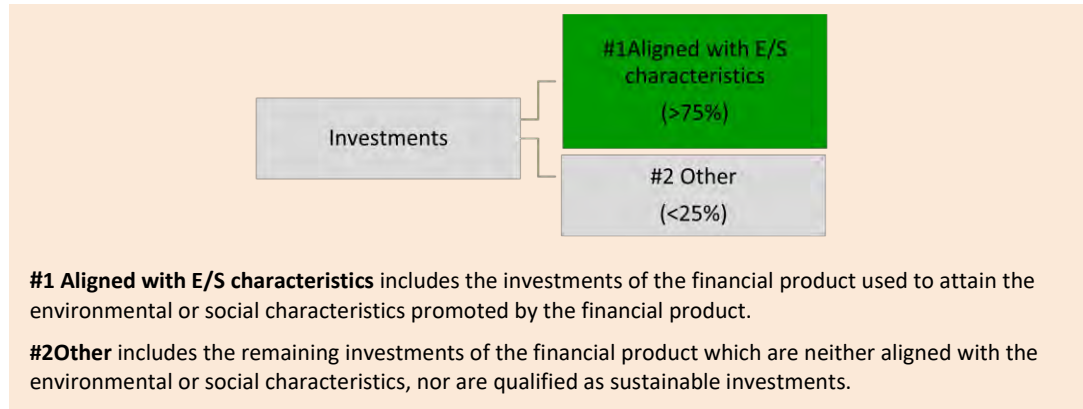 #1Aligned with E/S
characteristics
(>75%)
Investments
#2 Other
(<25%)
#1 Aligned with E/S characteristics includes the investments of the financial product used to attain the
environmental or social characteristics promoted by the financial product.
#2Other includes the remaining investments of the financial product which are neither aligned with the
environmental or social characteristics, nor are qualified as sustainable investments.